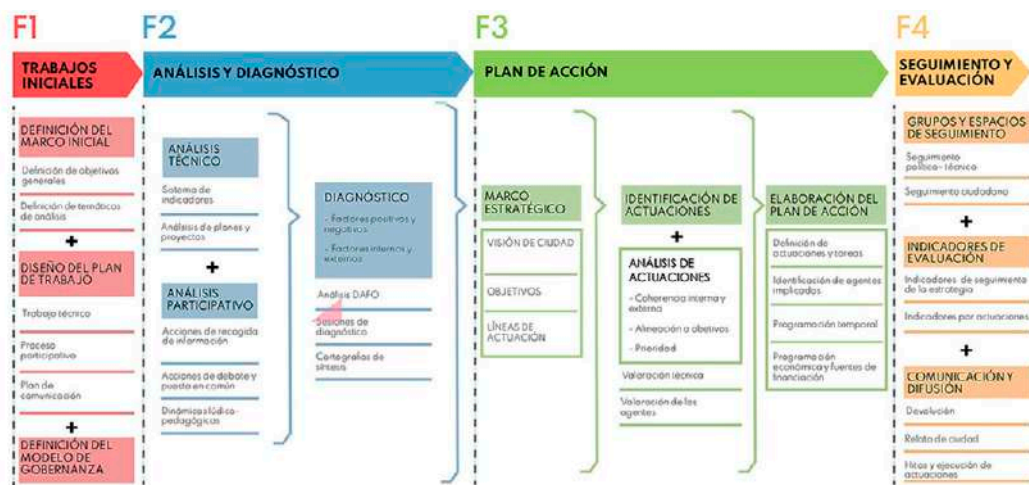 F1
TRABAJOS
INICIALES
DEFINICIÓN DEL
MARCO INICIAL
Definición de objetivos
generales
Definición de temáticas
de análisis
+
DISEÑO DEL PLAN
DE TRABAJO
Trabajo técnico
Proceso
participativo
Plan de
comunicación
+
DEFINICIÓN DEL
MODELO DE
GOBERNANZA
F2
ANÁLISIS Y DIAGNÓSTICO
ANÁLISIS
TÉCNICO
Sistema de
indicadores
Análisis de planes y
proyectos
+
ANÁLISIS
PARTICIPATIVO
Acciones de recogida
de información
Acciones de debate y
puesta en común
Dinámicas lúdico-
pedagógicas
DIAGNÓSTICO
- Factores positivos y
negativos
- Factores internos y
externos
Análisis DAFO
Sesiones de
diagnóstico
Cartografías de
síntesis
F3
PLAN DE ACCIÓN
MARCO
ESTRATÉGICO
VISIÓN DE CIUDAD
OBJETIVOS
LÍNEAS DE
ACTUACIÓN
IDENTIFICACIÓN DE
ACTUACIONES
+
ANÁLISIS DE
ACTUACIONES
- Coherencia interna y
externa
- Alineación a objetivos
- Prioridad
Valoración técnica
Valoración de los
agentes
ELABORACIÓN DEL
PLAN DE ACCIÓN
Definición de
actuaciones y tareas
Identificación de agentes
implicados
Programación temporal
Programación
económica y fuentes de
financiación
F4
SEGUIMIENTO Y
EVALUACIÓN
GRUPOS Y ESPACIOS
DE SEGUIMIENTO
Seguimiento
político - técnico
Seguimiento ciudadano
+
INDICADORES DE
EVALUACIÓN
Indicadores de seguimiento
de la estrategia
Indicadores por actuaciones
+
COMUNICACIÓN Y
DIFUSIÓN
Devolución
Relato de ciudad
Hitos y ejecución de
actuaciones